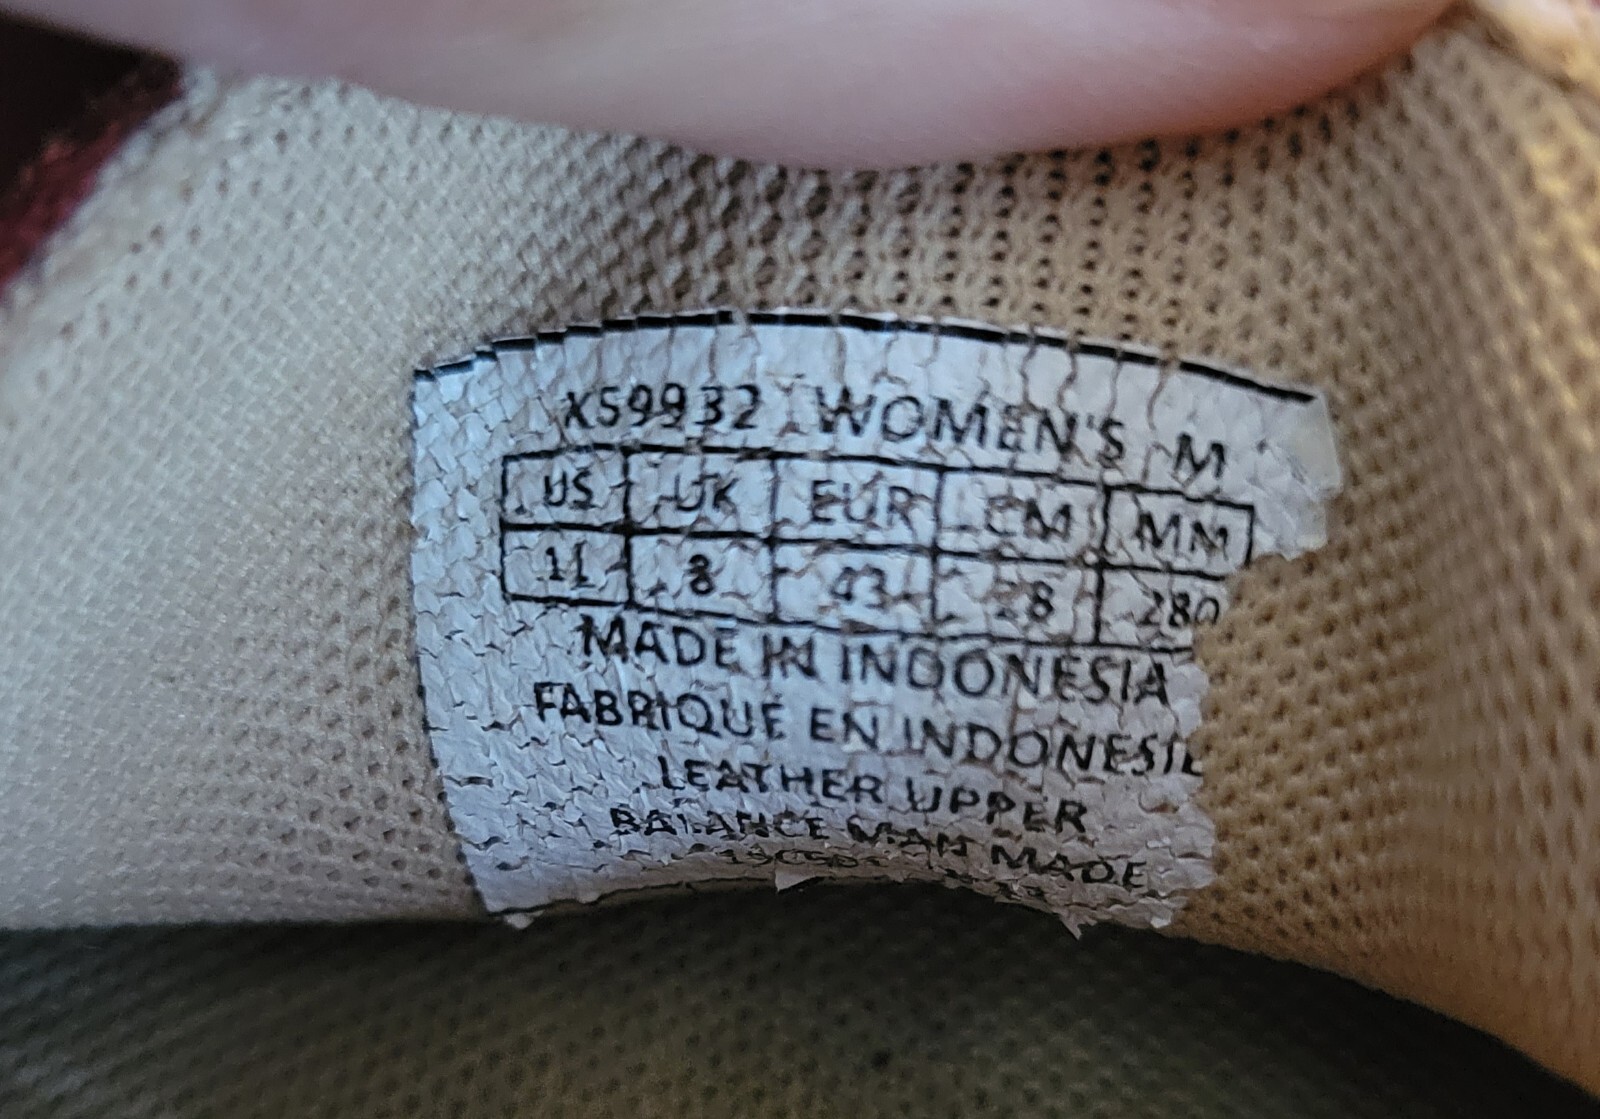 X59932 WOMEN'S M
US UK EUR CM MM
11 8 43 28 280
MADE IN INDONESIA
FABRIQUE EN INDONESIE
LEATHER UPPER
BALANCE MAN MADE